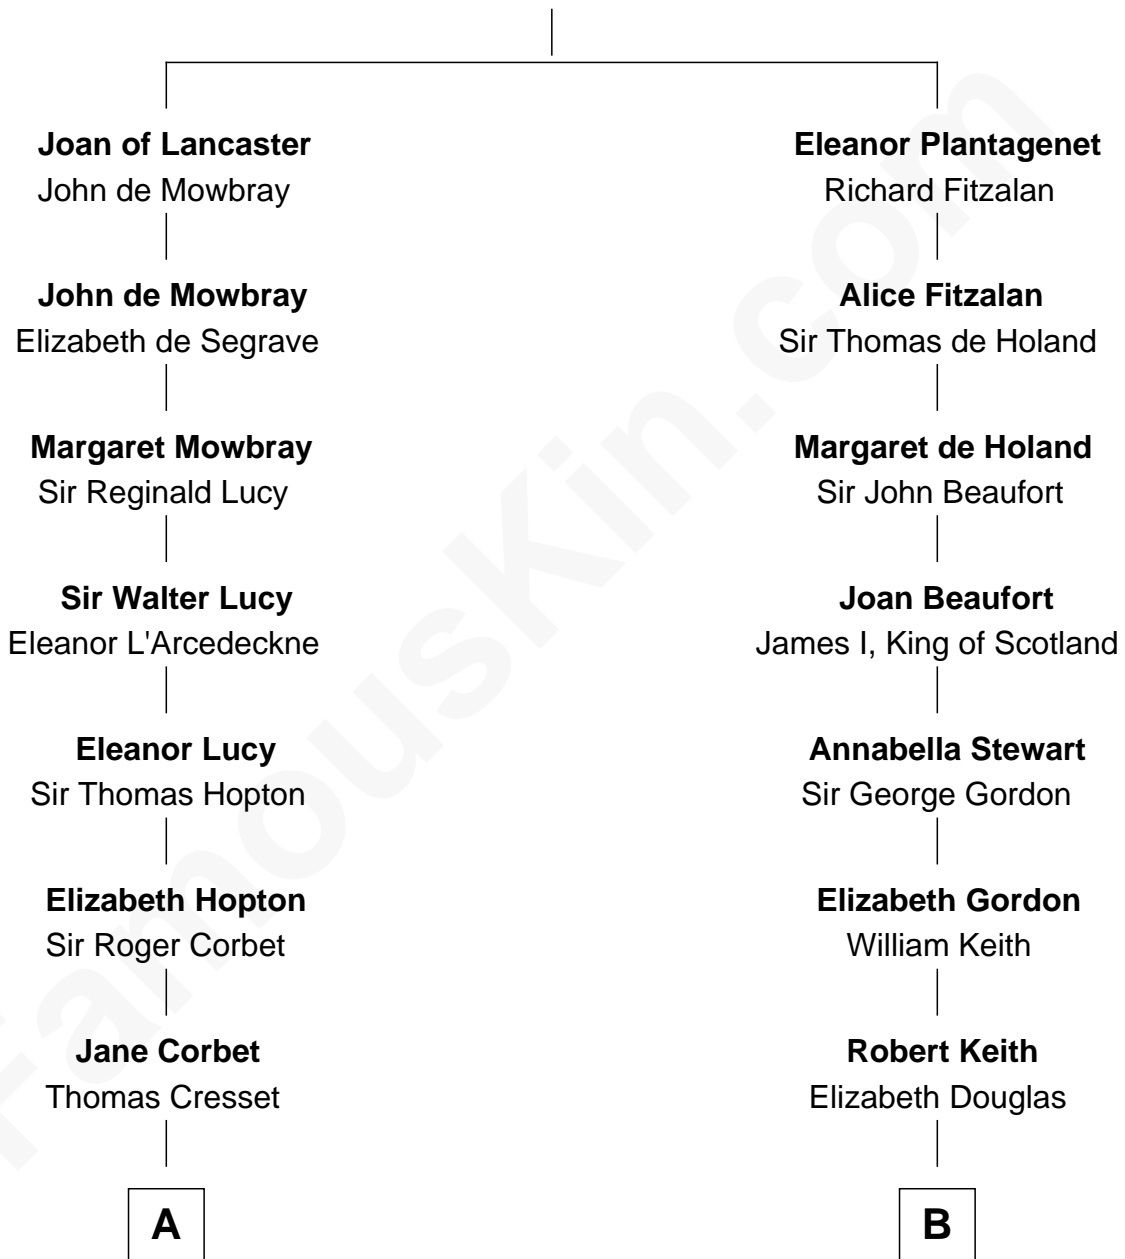 Joan of Lancaster
John de Mowbray
John de Mowbray
Elizabeth de Segrave
Margaret Mowbray
Sir Reginald Lucy
Sir Walter Lucy
Eleanor L'Arcedeckne
Eleanor Lucy
Sir Thomas Hopton
Elizabeth Hopton
Sir Roger Corbet
Jane Corbet
Thomas Cresset
A
Eleanor Plantagenet
Richard Fitzalan
Alice Fitzalan
Sir Thomas de Holand
Margaret de Holand
Sir John Beaufort
Joan Beaufort
James I, King of Scotland
Annabella Stewart
Sir George Gordon
Elizabeth Gordon
William Keith
Robert Keith
Elizabeth Douglas
B
FamousKin.com